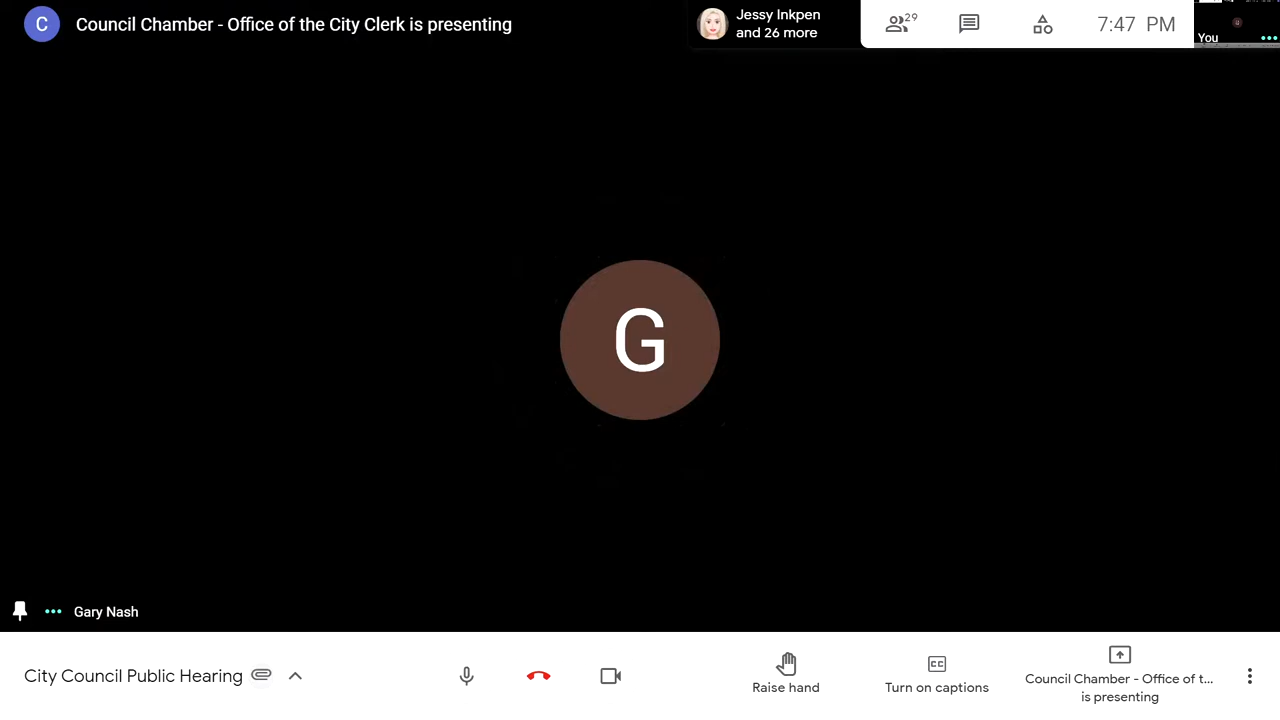 C
Council Chamber - Office of the City Clerk is presenting
Jessy Inkpen
and 26 more
29
7:47 PM
You
G
Gary Nash
City Council Public Hearing
Raise hand
CC
Turn on captions
Council Chamber - Office of t...
is presenting